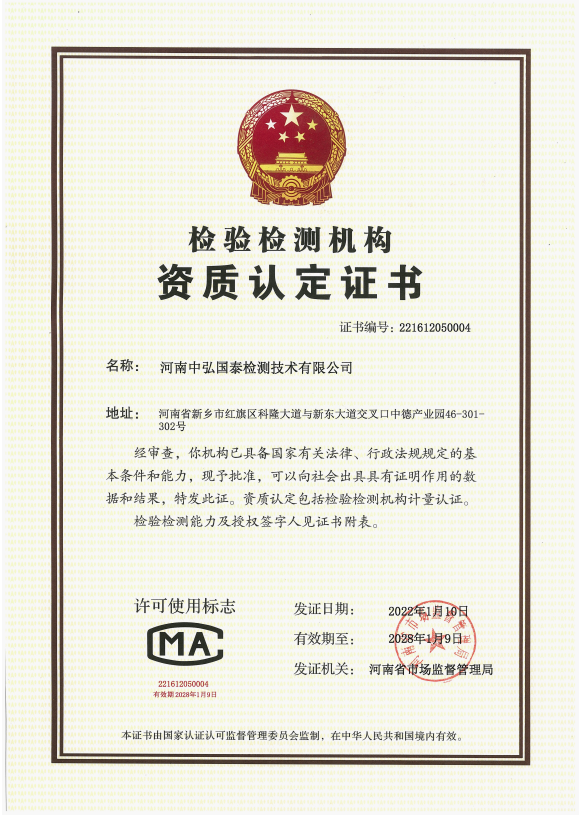 检验检测机构
资质认定证书
证书编号：221612050004
名称： 河南中弘国泰检测技术有限公司
地址： 河南省新乡市红旗区科隆大道与新东大道交叉口中德产业园46-301-
302号
经审查，你机构已具备国家有关法律、行政法规规定的基
本条件和能力，现予批准，可以向社会出具具有证明作用的数
据和结果，特发此证。资质认定包括检验检测机构计量认证。
检验检测能力及授权签字人见证书附表。
许可使用标志
MA
221612050004
有效期2028年1月9日
发证日期： 2022年1月10日
有效期至： 2028年1月9日
发证机关： 河南省市场监督管理局
本证书由国家认证认可监督管理委员会监制，在中华人民共和国境内有效。